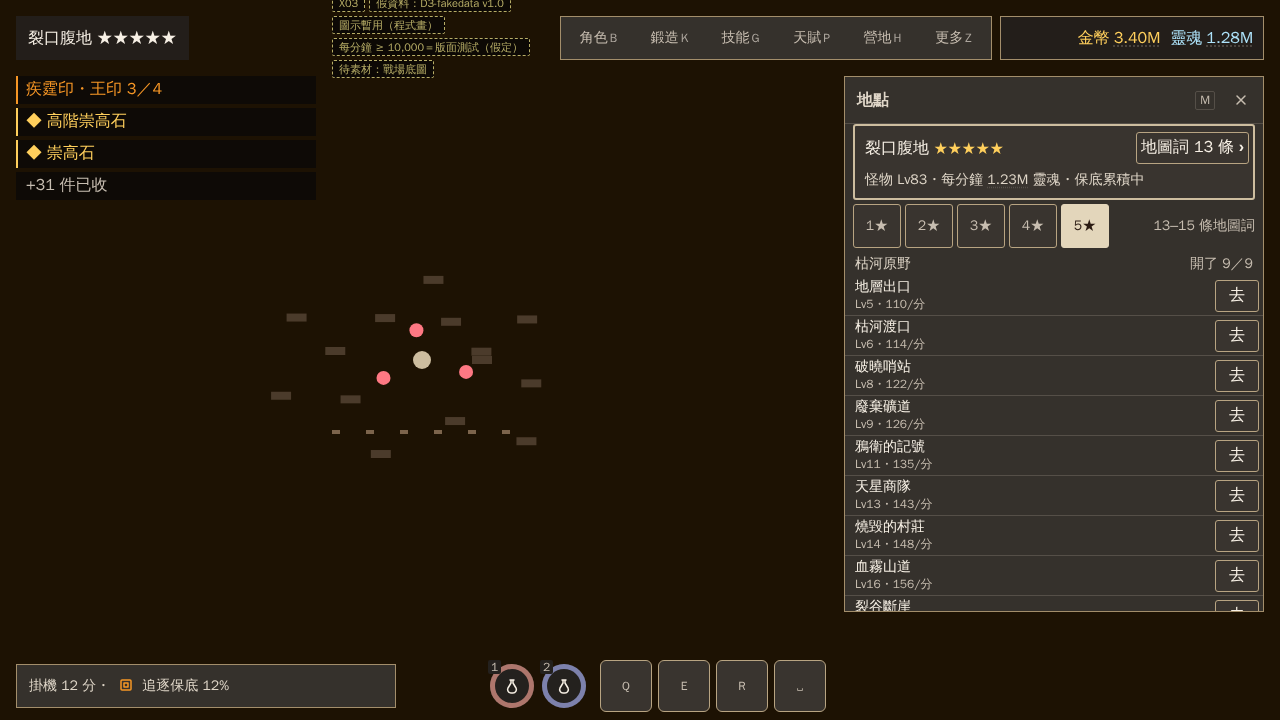 裂口腹地 ★★★★★
X03 假資料：D3-fakedata v1.0
圖示暫用（程式畫）
每分鐘 ≥ 10,000＝版面測試（假定）
待素材：戰場底圖
角色B 鍛造K 技能G 天賦P 營地H 更多Z
金幣 3.40M 靈魂 1.28M
疾霆印・王印 3／4
◆ 高階崇高石
◆ 崇高石
+31 件已收
地點 M ×
裂口腹地 ★★★★★ 地圖詞 13 條 ›
怪物 Lv83・每分鐘 1.23M 靈魂・保底累積中
1★ 2★ 3★ 4★ 5★ 13–15 條地圖詞
枯河原野 開了 9／9
地層出口 去
Lv5・110/分
枯河渡口 去
Lv6・114/分
破曉哨站 去
Lv8・122/分
廢棄礦道 去
Lv9・126/分
鴉衛的記號 去
Lv11・135/分
天星商隊 去
Lv13・143/分
燒毀的村莊 去
Lv14・148/分
血霧山道 去
Lv16・156/分
裂谷斷崖 去
掛機 12 分・ 追逐保底 12%
1 2 Q E R ⎵